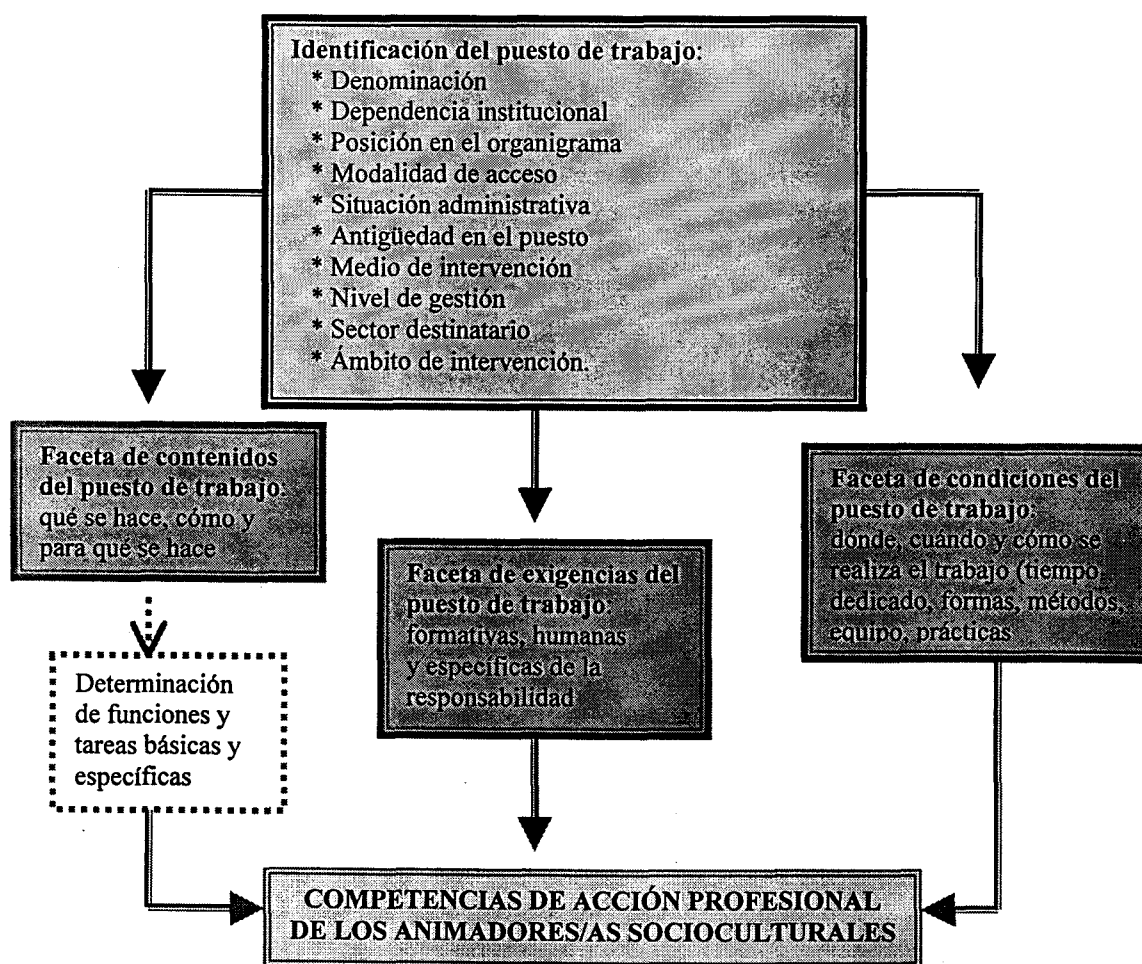 Identificación del puesto de trabajo:
* Denominación
* Dependencia institucional
* Posición en el organigrama
* Modalidad de acceso
* Situación administrativa
* Antigüedad en el puesto
* Medio de intervención
* Nivel de gestión
* Sector destinatario
* Ámbito de intervención.
Faceta de contenidos
del puesto de trabajo:
qué se hace, cómo y
para qué se hace
Faceta de exigencias del
puesto de trabajo:
formativas, humanas
y específicas de la
responsabilidad
Faceta de condiciones del
puesto de trabajo:
dónde, cuándo y cómo se
realiza el trabajo (tiempo
dedicado, formas, métodos,
equipo, prácticas
Determinación
de funciones y
tareas básicas y
específicas
COMPETENCIAS DE ACCIÓN PROFESIONAL
DE LOS ANIMADORES/AS SOCIOCULTURALES